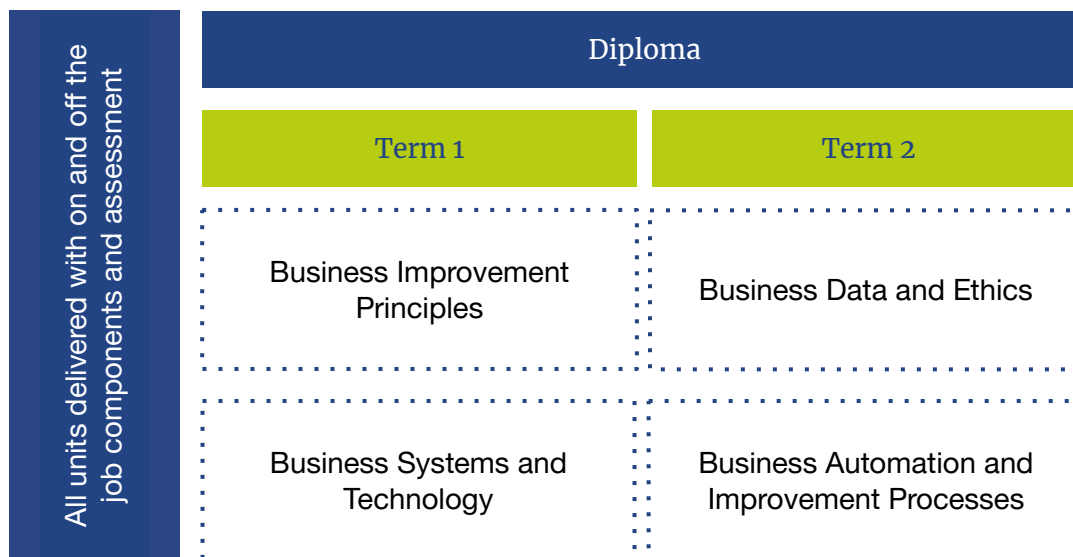 All units delivered with on and off the
job components and assessment
Diploma
Term 1
Term 2
Business Improvement
Principles
Business Data and Ethics
Business Systems and
Technology
Business Automation and
Improvement Processes